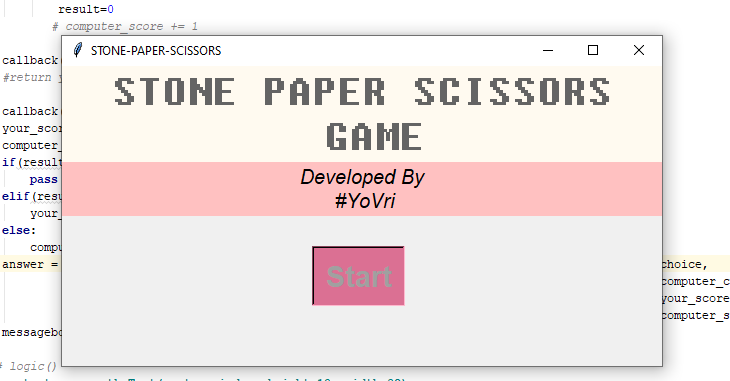 result=0
# computer_score += 1
STONE-PAPER-SCISSORS
callback(
#return
STONE PAPER SCISSORS
GAME
callback(
your_scor
computer_
if(result
Developed By
pass
#YoVri
elif(resu
your_
else:
compu
Start
answer = choice,
computer_c
your_score
computer_s
messagebo
# logic()